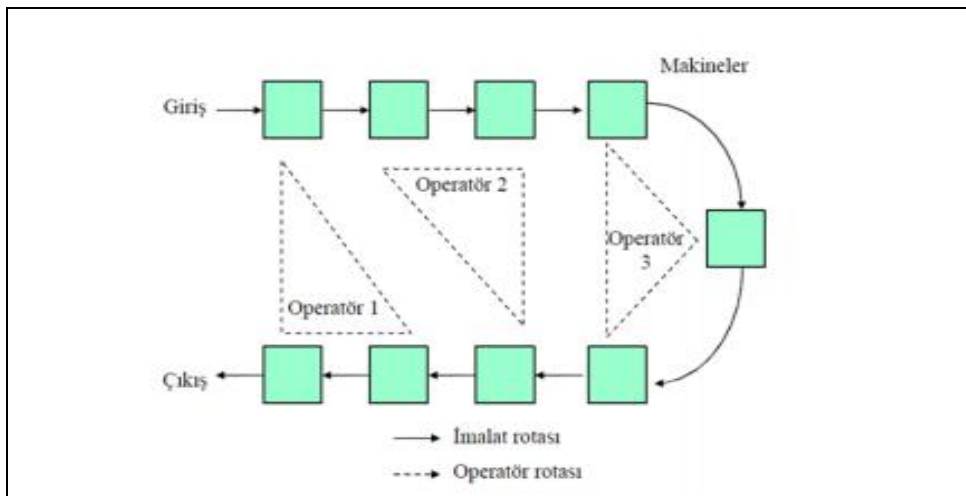 Makineler
Giriş
Operatör 2
Operatör
3
Operatör 1
Çıkış
İmalat rotası
Operatör rotası